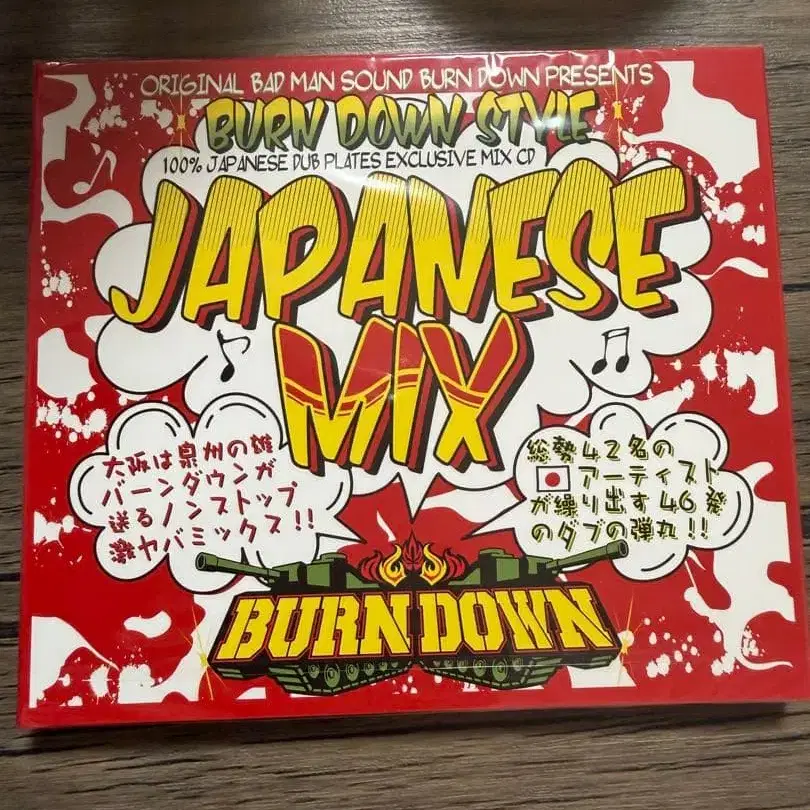 ORIGINAL BAD MAN SOUND BURN DOWN PRESENTS
BURN DOWN STYLE
100% JAPANESE DUB PLATES EXCLUSIVE MIX CD
JAPANESE
MIX
大阪は泉州の雄
バーンダウンが
送るノンストップ
激ヤバミックス!!
総勢42名の
アーティスト
が繰り出す46発
のダブの弾丸!!
BURN DOWN